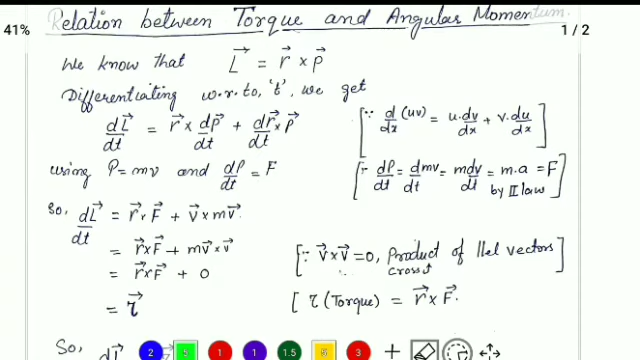 Relation between Torque and Angular Momentum.
41%
1 / 2
We know that L⃗ = r⃗ × p⃗
Differentiating w.r.to, 't', we get
dL⃗/dt = r⃗ × dp⃗/dt + dr⃗/dt × p⃗ [∵ d/dx (uv) = u.dv/dx + v.du/dx]
using P = mv and dP/dt = F [∵ dP/dt = dmv/dt = mdv/dt = m.a = F by II law]
So, dL⃗/dt = r⃗ × F⃗ + v⃗ × mv⃗
= r⃗ × F⃗ + mv⃗ × v⃗ [∵ v⃗ × v⃗ = 0, Product of llel vectors]
cross
= r⃗ × F⃗ + 0
= τ⃗ [τ (Torque) = r⃗ × F⃗.
So, dL⃗
2 5 1 1 1.5 5 3